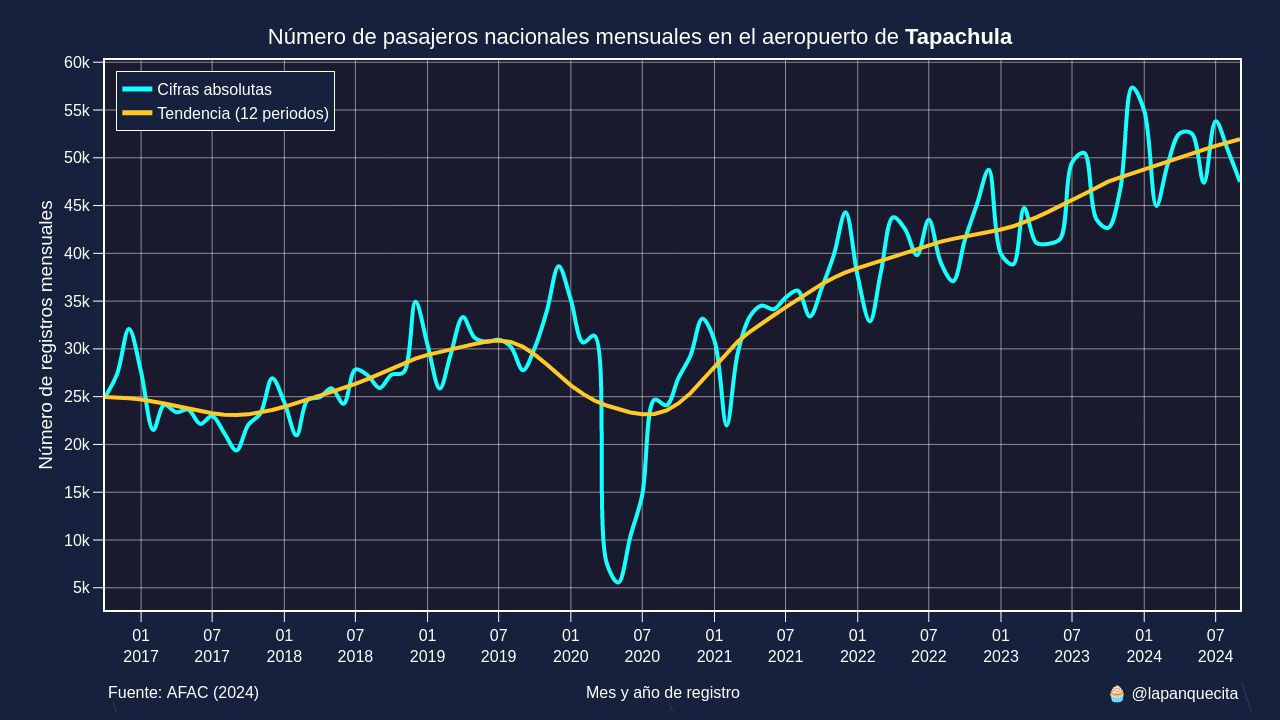 Número de pasajeros nacionales mensuales en el aeropuerto de Tapachula
Cifras absolutas
Tendencia (12 periodos)
Número de registros mensuales
60k
55k
50k
45k
40k
35k
30k
25k
20k
15k
10k
5k
01 07 01 07 01 07 01 07 01 07 01 07 01 07 01 07
2017 2017 2018 2018 2019 2019 2020 2020 2021 2021 2022 2022 2023 2023 2024 2024
Fuente: AFAC (2024) Mes y año de registro 🧁 @lapanquecita